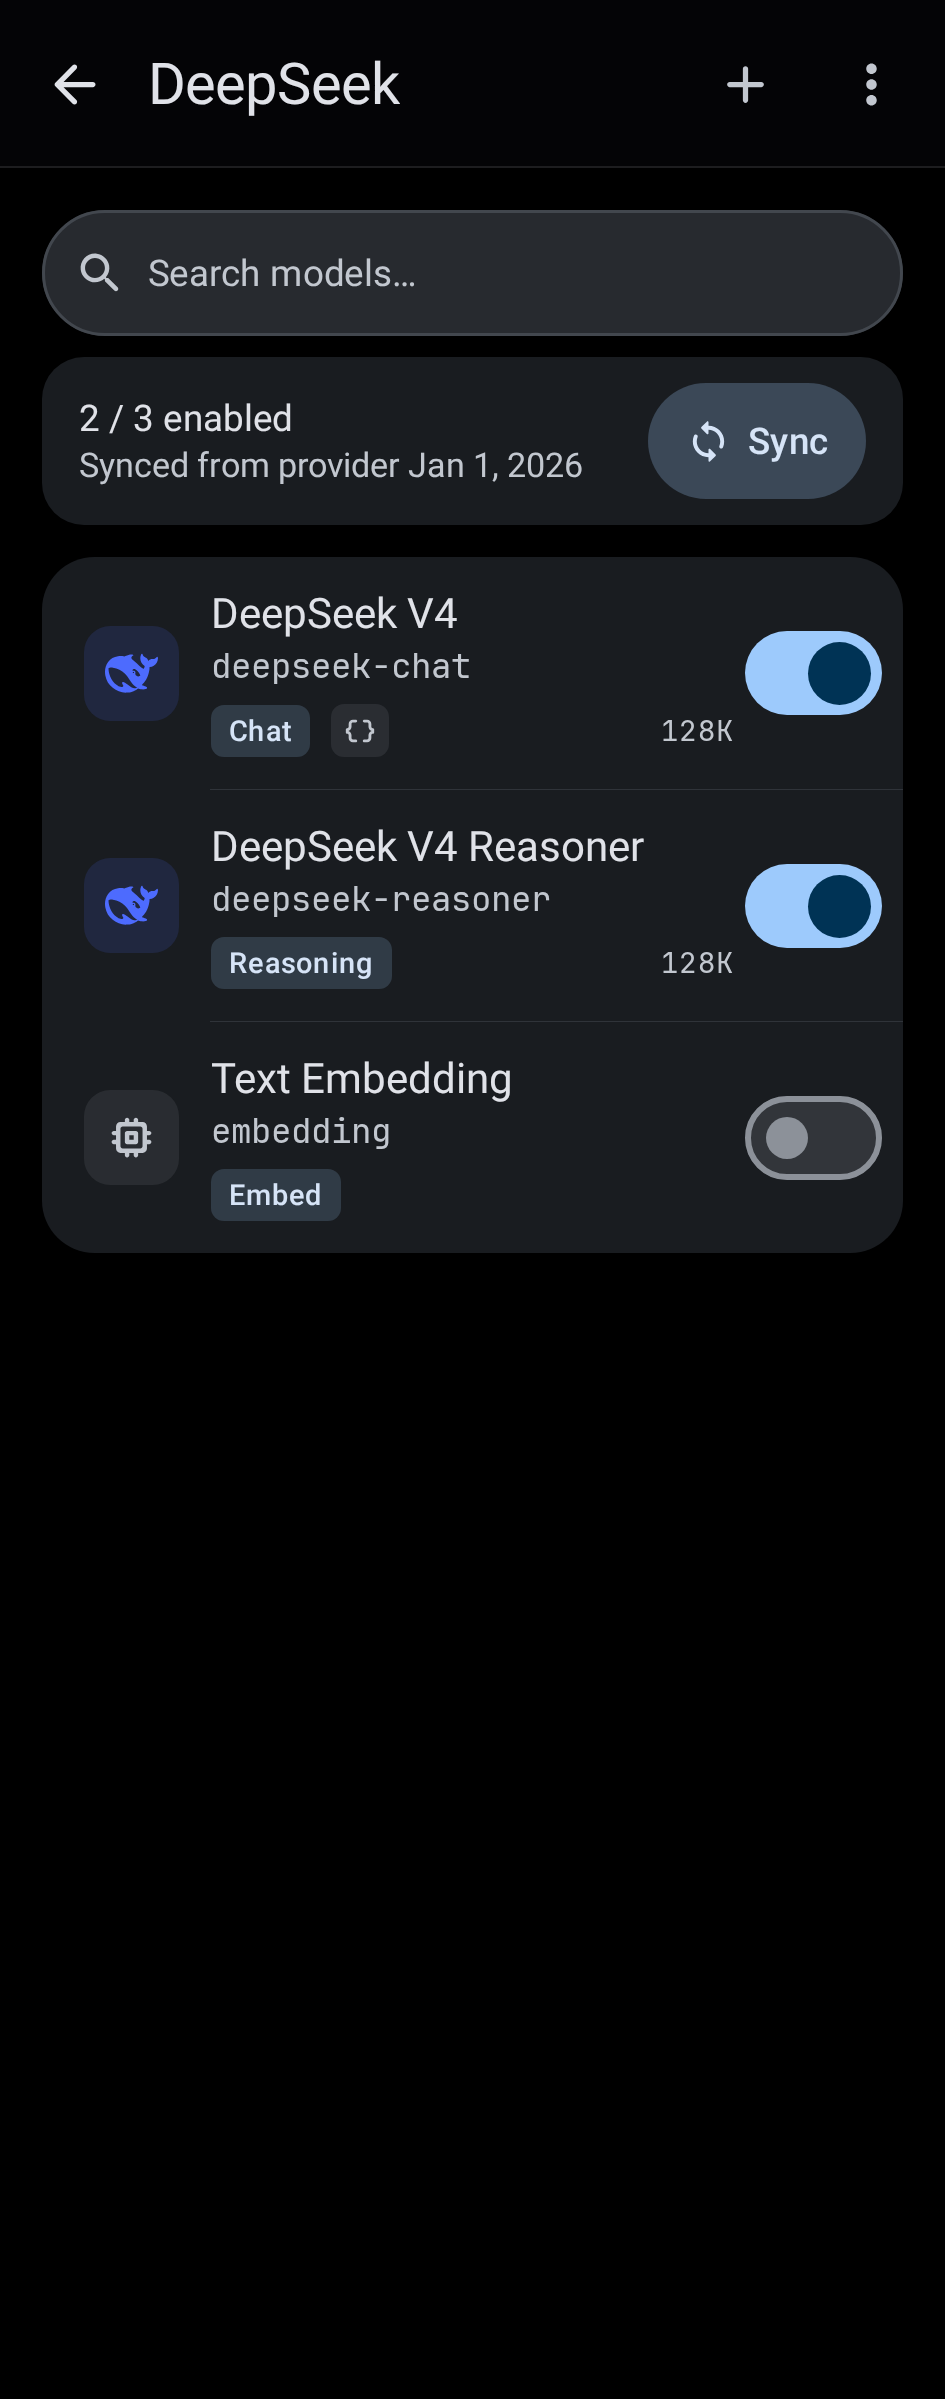 DeepSeek
Search models…
2 / 3 enabled
Synced from provider Jan 1, 2026
Sync
DeepSeek V4
deepseek-chat
Chat {} 128K
DeepSeek V4 Reasoner
deepseek-reasoner
Reasoning 128K
Text Embedding
embedding
Embed